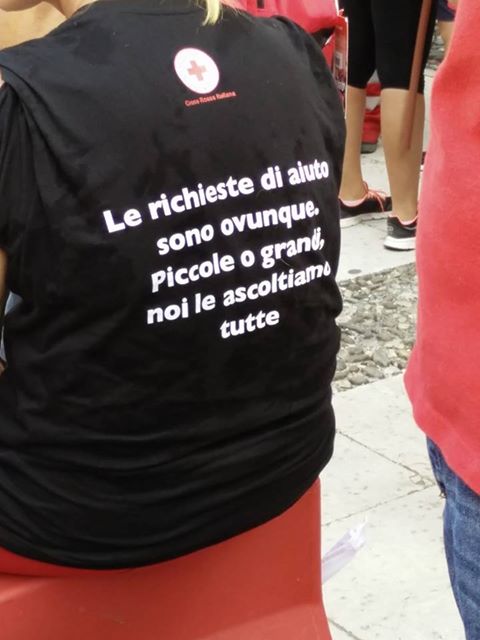 Croce Rossa Italiana
Le richieste di aiuto
sono ovunque.
Piccole o grandi,
noi le ascoltiamo
tutte